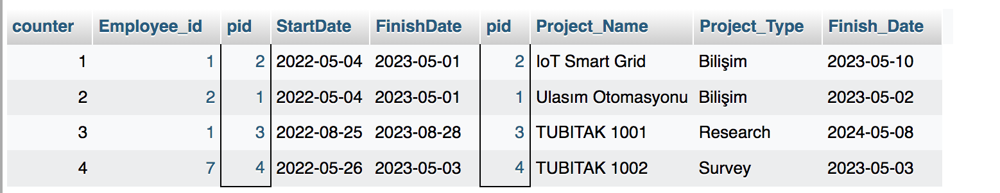 counter Employee_id pid StartDate FinishDate pid Project_Name Project_Type Finish_Date
1 1 2 2022-05-04 2023-05-01 2 IoT Smart Grid Bilişim 2023-05-10
2 2 1 2022-05-04 2023-05-01 1 Ulasım Otomasyonu Bilişim 2023-05-02
3 1 3 2022-08-25 2023-08-28 3 TUBITAK 1001 Research 2024-05-08
4 7 4 2022-05-26 2023-05-03 4 TUBITAK 1002 Survey 2023-05-03